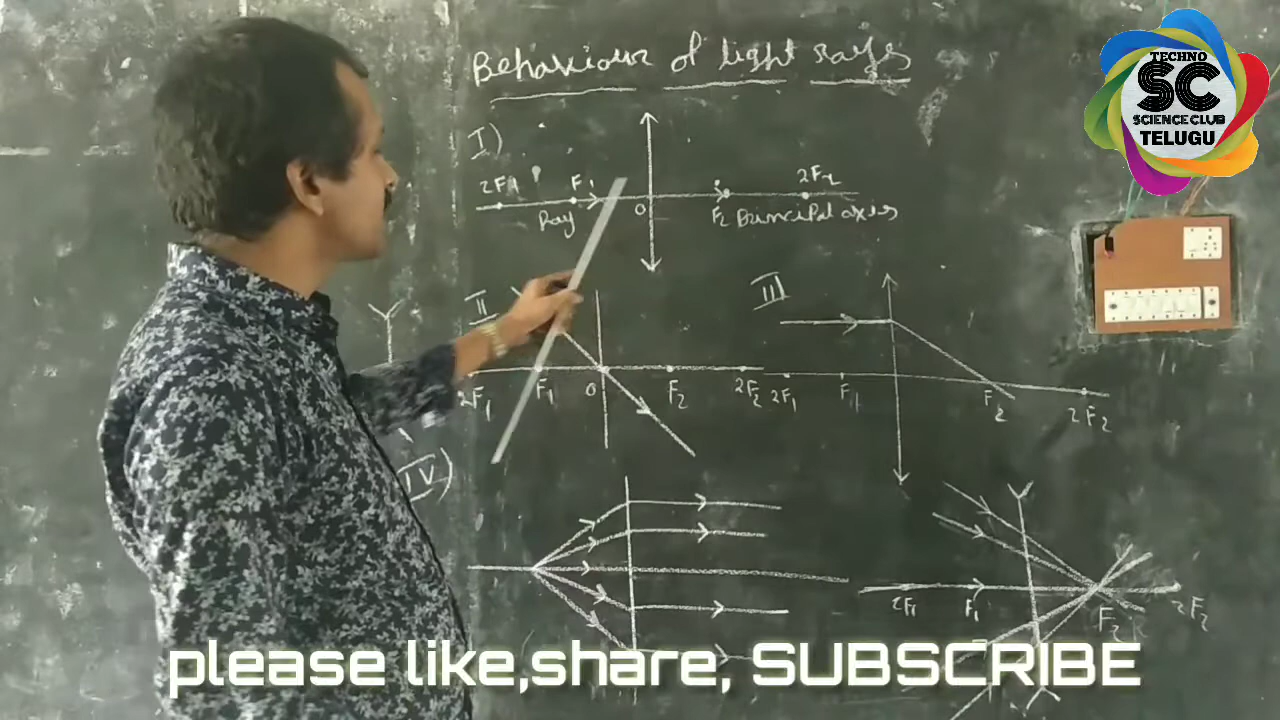 Behaviour of light rays
TECHNO
SC
SCIENCE CLUB
TELUGU
I)
2F1 F1 2F2
Ray O F2 Principal axies
II III
2F1 F1 O F2 2F2 2F1 F1 F2 2F2
IV)
2F1 F1 F2 2F2
please like,share, SUBSCRIBE